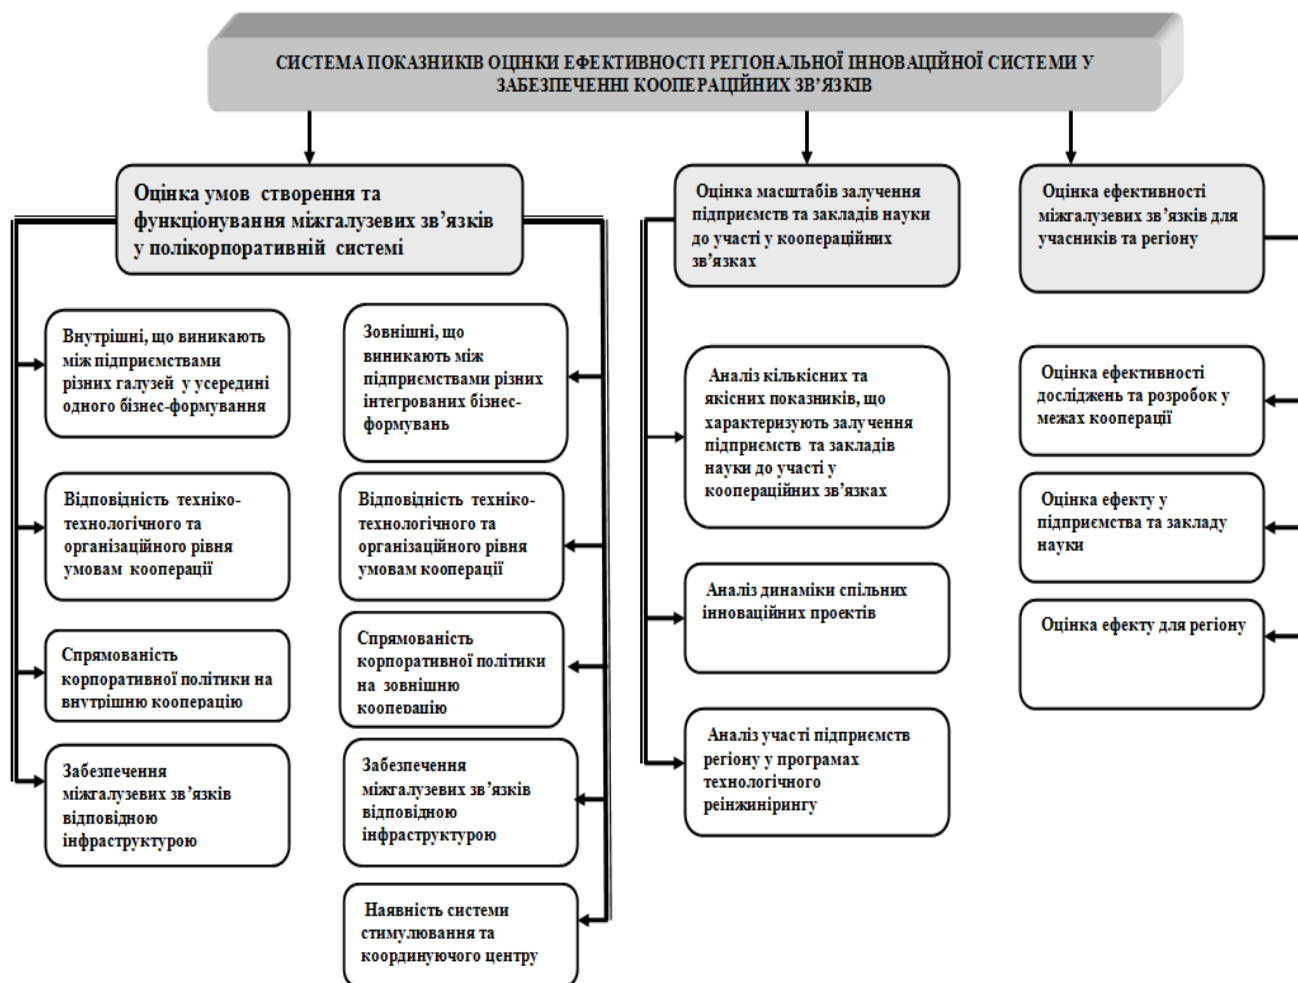 СИСТЕМА ПОКАЗНИКІВ ОЦІНКИ ЕФЕКТИВНОСТІ РЕГІОНАЛЬНОЇ ІННОВАЦІЙНОЇ СИСТЕМИ У
ЗАБЕЗПЕЧЕННІ КООПЕРАЦІЙНИХ ЗВ’ЯЗКІВ
Оцінка умов створення та
функціонування міжгалузевих зв’язків
у полікорпоративній системі
Внутрішні, що виникають
між підприємствами
різних галузей у усередині
одного бізнес-формування
Відповідність техніко-
технологічного та
організаційного рівня
умовам кооперації
Спрямованість
корпоративної політики на
внутрішню кооперацію
Забезпечення
міжгалузевих зв’язків
відповідною
інфраструктурою
Зовнішні, що
виникають між
підприємствами різних
інтегрованих бізнес-
формувань
Відповідність техніко-
технологічного та
організаційного рівня
умовам кооперації
Спрямованість
корпоративної політики
на зовнішню
кооперацію
Забезпечення
міжгалузевих зв’язків
відповідною
інфраструктурою
Наявність системи
стимулювання та
координуючого центру
Оцінка масштабів залучення
підприємств та закладів науки
до участі у коопераційних
зв’язках
Аналіз кількісних та
якісних показників, що
характеризують залучення
підприємств та закладів
науки до участі у
коопераційних зв’язках
Аналіз динаміки спільних
інноваційних проектів
Аналіз участі підприємств
регіону у програмах
технологічного
реінжинірингу
Оцінка ефективності
міжгалузевих зв’язків для
учасників та регіону
Оцінка ефективності
досліджень та розробок у
межах кооперації
Оцінка ефекту у
підприємства та закладу
науки
Оцінка ефекту для регіону